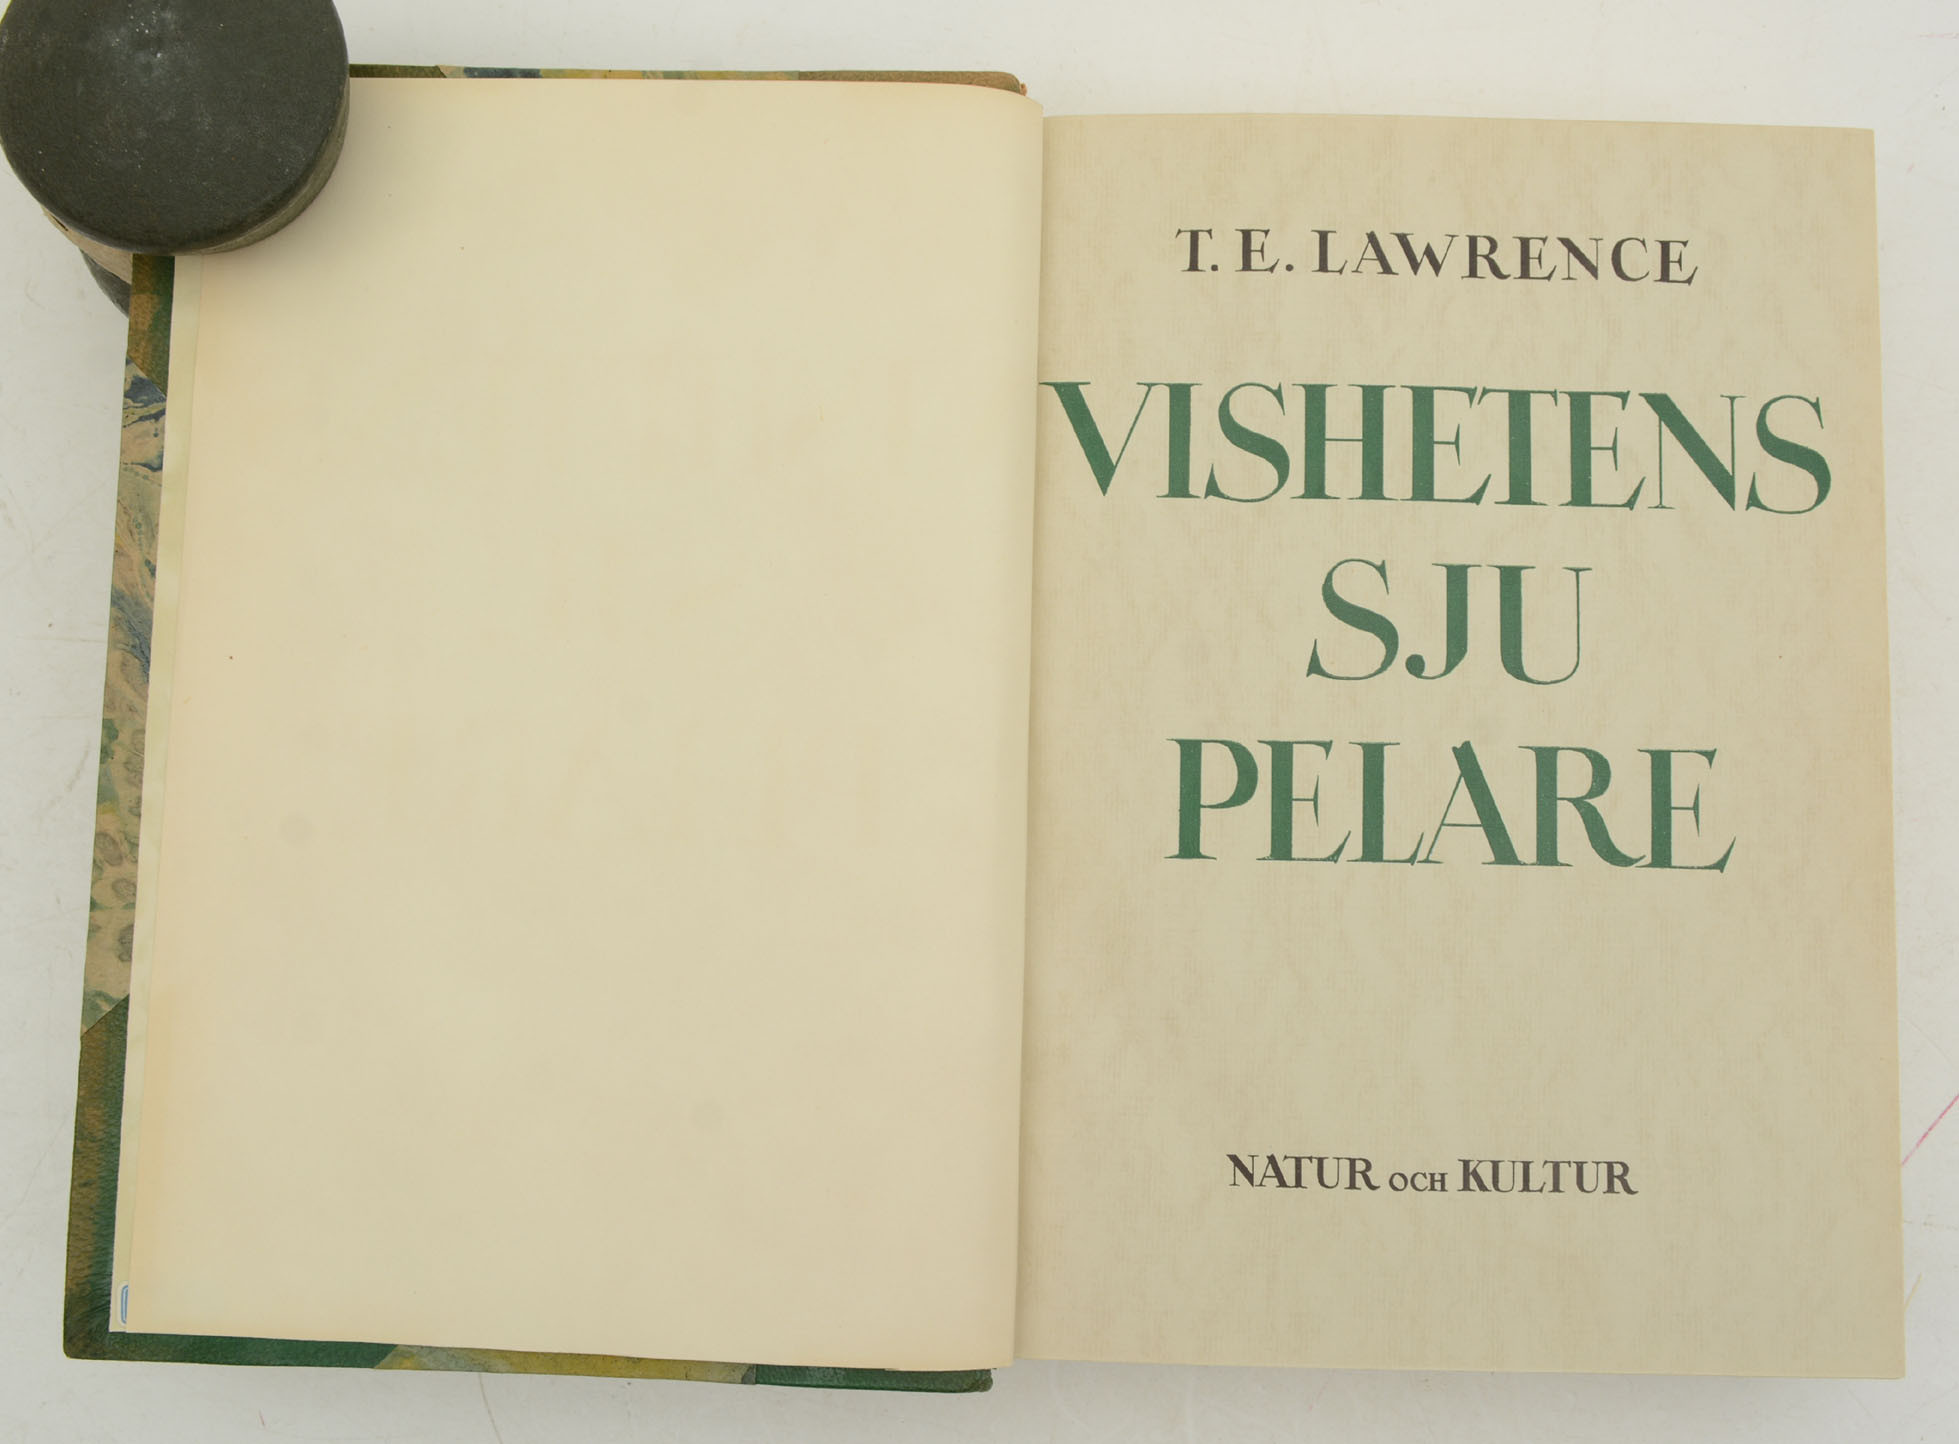 T. E. LAWRENCE
VISHETENS
SJU
PELARE
NATUR OCH KULTUR